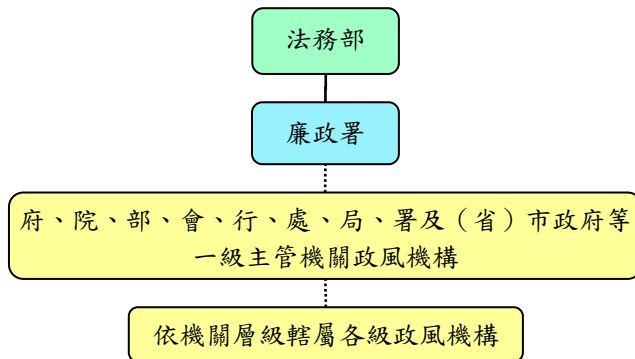 法務部
廉政署
府、院、部、會、行、處、局、署及（省）市政府等
一級主管機關政風機構
依機關層級轄屬各級政風機構